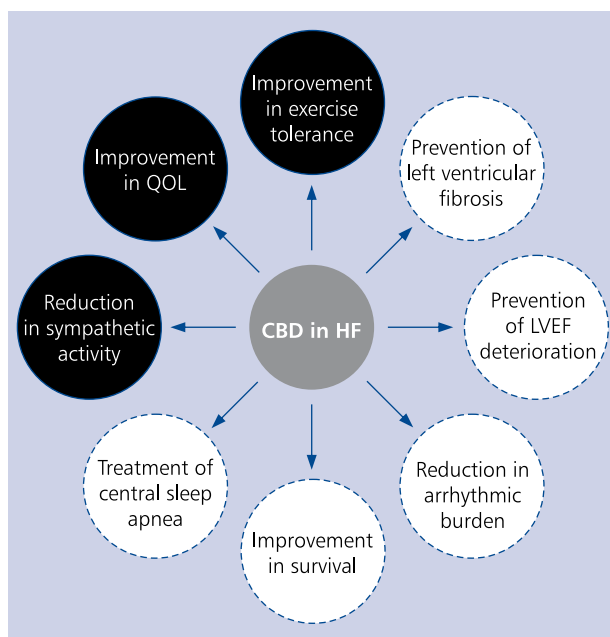 Improvement
in exercise
tolerance
Prevention of
left ventricular
fibrosis
Improvement
in QOL
Reduction
in sympathetic
activity
CBD in HF
Prevention
of LVEF
deterioration
Treatment of
central sleep
apnea
Improvement
in survival
Reduction in
arrhythmic
burden